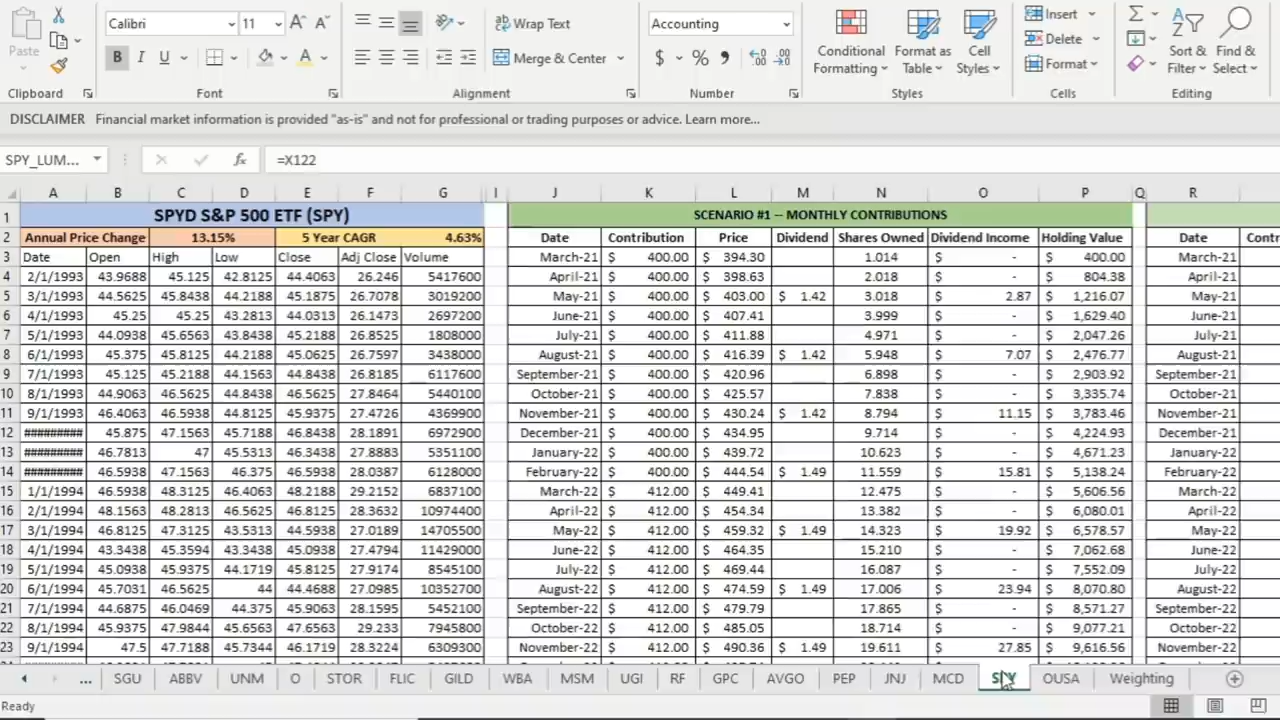 Calibri 11 Wrap Text Accounting Insert
Paste B I U Merge & Center $ % Conditional Formatting Format as Table Cell Styles Delete Format Sort & Filter Find & Select
Clipboard Font Alignment Number Styles Cells Editing
DISCLAIMER Financial market information is provided "as-is" and not for professional or trading purposes or advice. Learn more...
SPY_LUM... fx =X122
A B C D E F G I J K L M N O P Q R
1 SPYD S&P 500 ETF (SPY) SCENARIO #1 -- MONTHLY CONTRIBUTIONS
2 Annual Price Change 13.15% 5 Year CAGR 4.63% Date Contribution Price Dividend Shares Owned Dividend Income Holding Value Date Contr
3 Date Open High Low Close Adj Close Volume March-21 $ 400.00 $ 394.30 1.014 $ - $ 400.00 March-21
4 2/1/1993 43.9688 45.125 42.8125 44.4063 26.246 5417600 April-21 $ 400.00 $ 398.63 2.018 $ - $ 804.38 April-21
5 3/1/1993 44.5625 45.8438 44.2188 45.1875 26.7078 3019200 May-21 $ 400.00 $ 403.00 $ 1.42 3.018 $ 2.87 $ 1,216.07 May-21
6 4/1/1993 45.25 45.25 43.2813 44.0313 26.1473 2697200 June-21 $ 400.00 $ 407.41 3.999 $ - $ 1,629.40 June-21
7 5/1/1993 44.0938 45.6563 43.8438 45.2188 26.8525 1808000 July-21 $ 400.00 $ 411.88 4.971 $ - $ 2,047.26 July-21
8 6/1/1993 45.375 45.8125 44.2188 45.0625 26.7597 3438000 August-21 $ 400.00 $ 416.39 $ 1.42 5.948 $ 7.07 $ 2,476.77 August-21
9 7/1/1993 45.125 45.2188 44.1563 44.8438 26.8185 6117600 September-21 $ 400.00 $ 420.96 6.898 $ - $ 2,903.92 September-21
10 8/1/1993 44.9063 46.5625 44.8438 46.5625 27.8464 5440100 October-21 $ 400.00 $ 425.57 7.838 $ - $ 3,335.74 October-21
11 9/1/1993 46.4063 46.5938 44.8125 45.9375 27.4726 4369900 November-21 $ 400.00 $ 430.24 $ 1.42 8.794 $ 11.15 $ 3,783.46 November-21
12 ######### 45.875 47.1563 45.7188 46.8438 28.1891 6972900 December-21 $ 400.00 $ 434.95 9.714 $ - $ 4,224.93 December-21
13 ######### 46.7813 47 45.5313 46.3438 27.8883 5351100 January-22 $ 400.00 $ 439.72 10.623 $ - $ 4,671.23 January-22
14 ######### 46.5938 47.1563 46.375 46.5938 28.0387 6128000 February-22 $ 400.00 $ 444.54 $ 1.49 11.559 $ 15.81 $ 5,138.24 February-22
15 1/1/1994 46.5938 48.3125 46.4063 48.2188 29.2152 6837100 March-22 $ 412.00 $ 449.41 12.475 $ - $ 5,606.56 March-22
16 2/1/1994 48.1563 48.2813 46.5625 46.8125 28.3632 10974400 April-22 $ 412.00 $ 454.34 13.382 $ - $ 6,080.01 April-22
17 3/1/1994 46.8125 47.3125 43.5313 44.5938 27.0189 14705500 May-22 $ 412.00 $ 459.32 $ 1.49 14.323 $ 19.92 $ 6,578.57 May-22
18 4/1/1994 43.3438 45.3594 43.2813 45.0938 27.4794 11429000 June-22 $ 412.00 $ 464.35 15.210 $ - $ 7,062.68 June-22
19 5/1/1994 45.0938 45.9375 44.1719 45.8125 27.9174 8545100 July-22 $ 412.00 $ 469.44 16.087 $ - $ 7,552.09 July-22
20 6/1/1994 45.7031 46.5625 44 44.4688 27.0985 10352700 August-22 $ 412.00 $ 474.59 $ 1.49 17.006 $ 23.94 $ 8,070.80 August-22
21 7/1/1994 44.6875 46.0469 44.375 45.9063 28.1595 5452100 September-22 $ 412.00 $ 479.79 17.865 $ - $ 8,571.27 September-22
22 8/1/1994 45.9375 47.9844 45.6563 47.6563 29.233 7945800 October-22 $ 412.00 $ 485.05 18.714 $ - $ 9,077.21 October-22
23 9/1/1994 47.5 47.7188 45.7344 46.1719 28.3224 6309300 November-22 $ 412.00 $ 490.36 $ 1.49 19.611 $ 27.85 $ 9,616.56 November-22
... SGU ABBV UNM O STOR FLIC GILD WBA MSM UGI RF GPC AVGO PEP JNJ MCD SPY OUSA Weighting
Ready